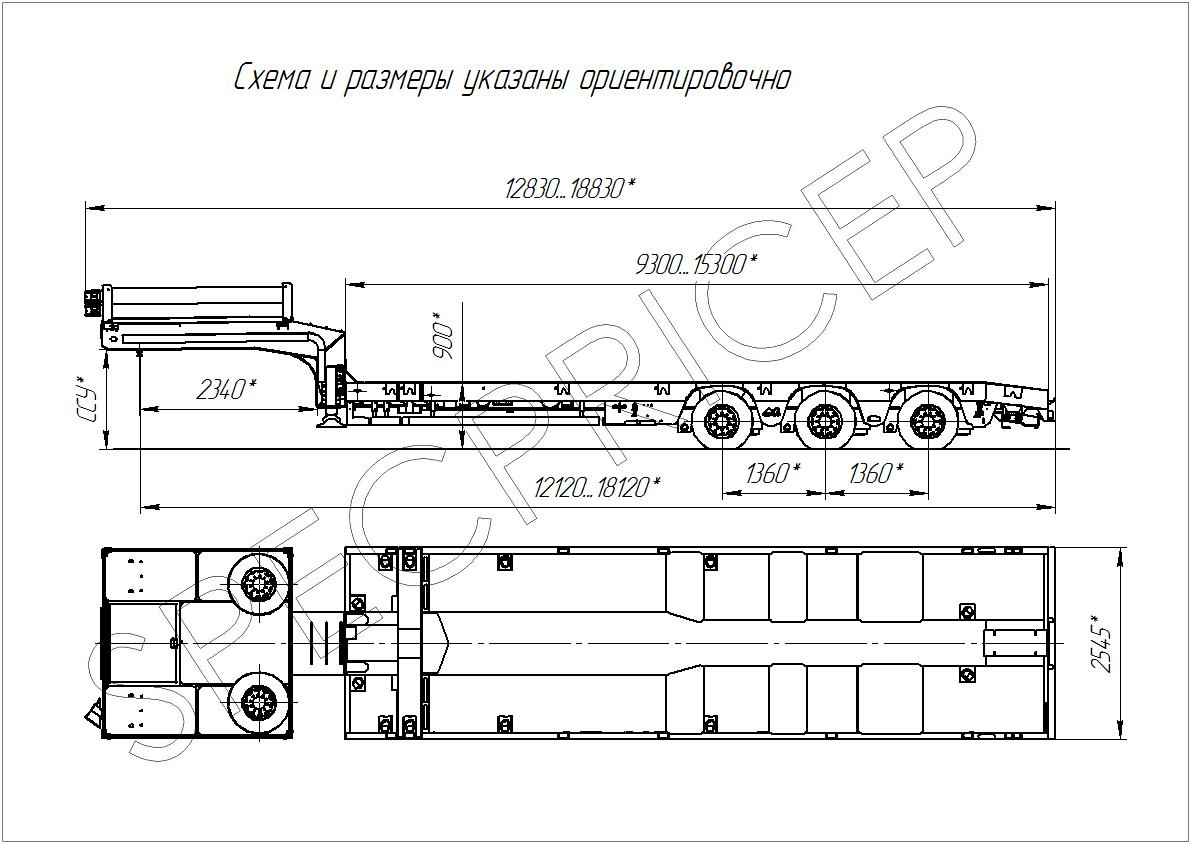 Схема и размеры указаны ориентировочно
12830...18830*
9300...15300*
900*
ССУ*
2340*
1360*
1360*
12120...18120*
2545*
SPECPRICEP